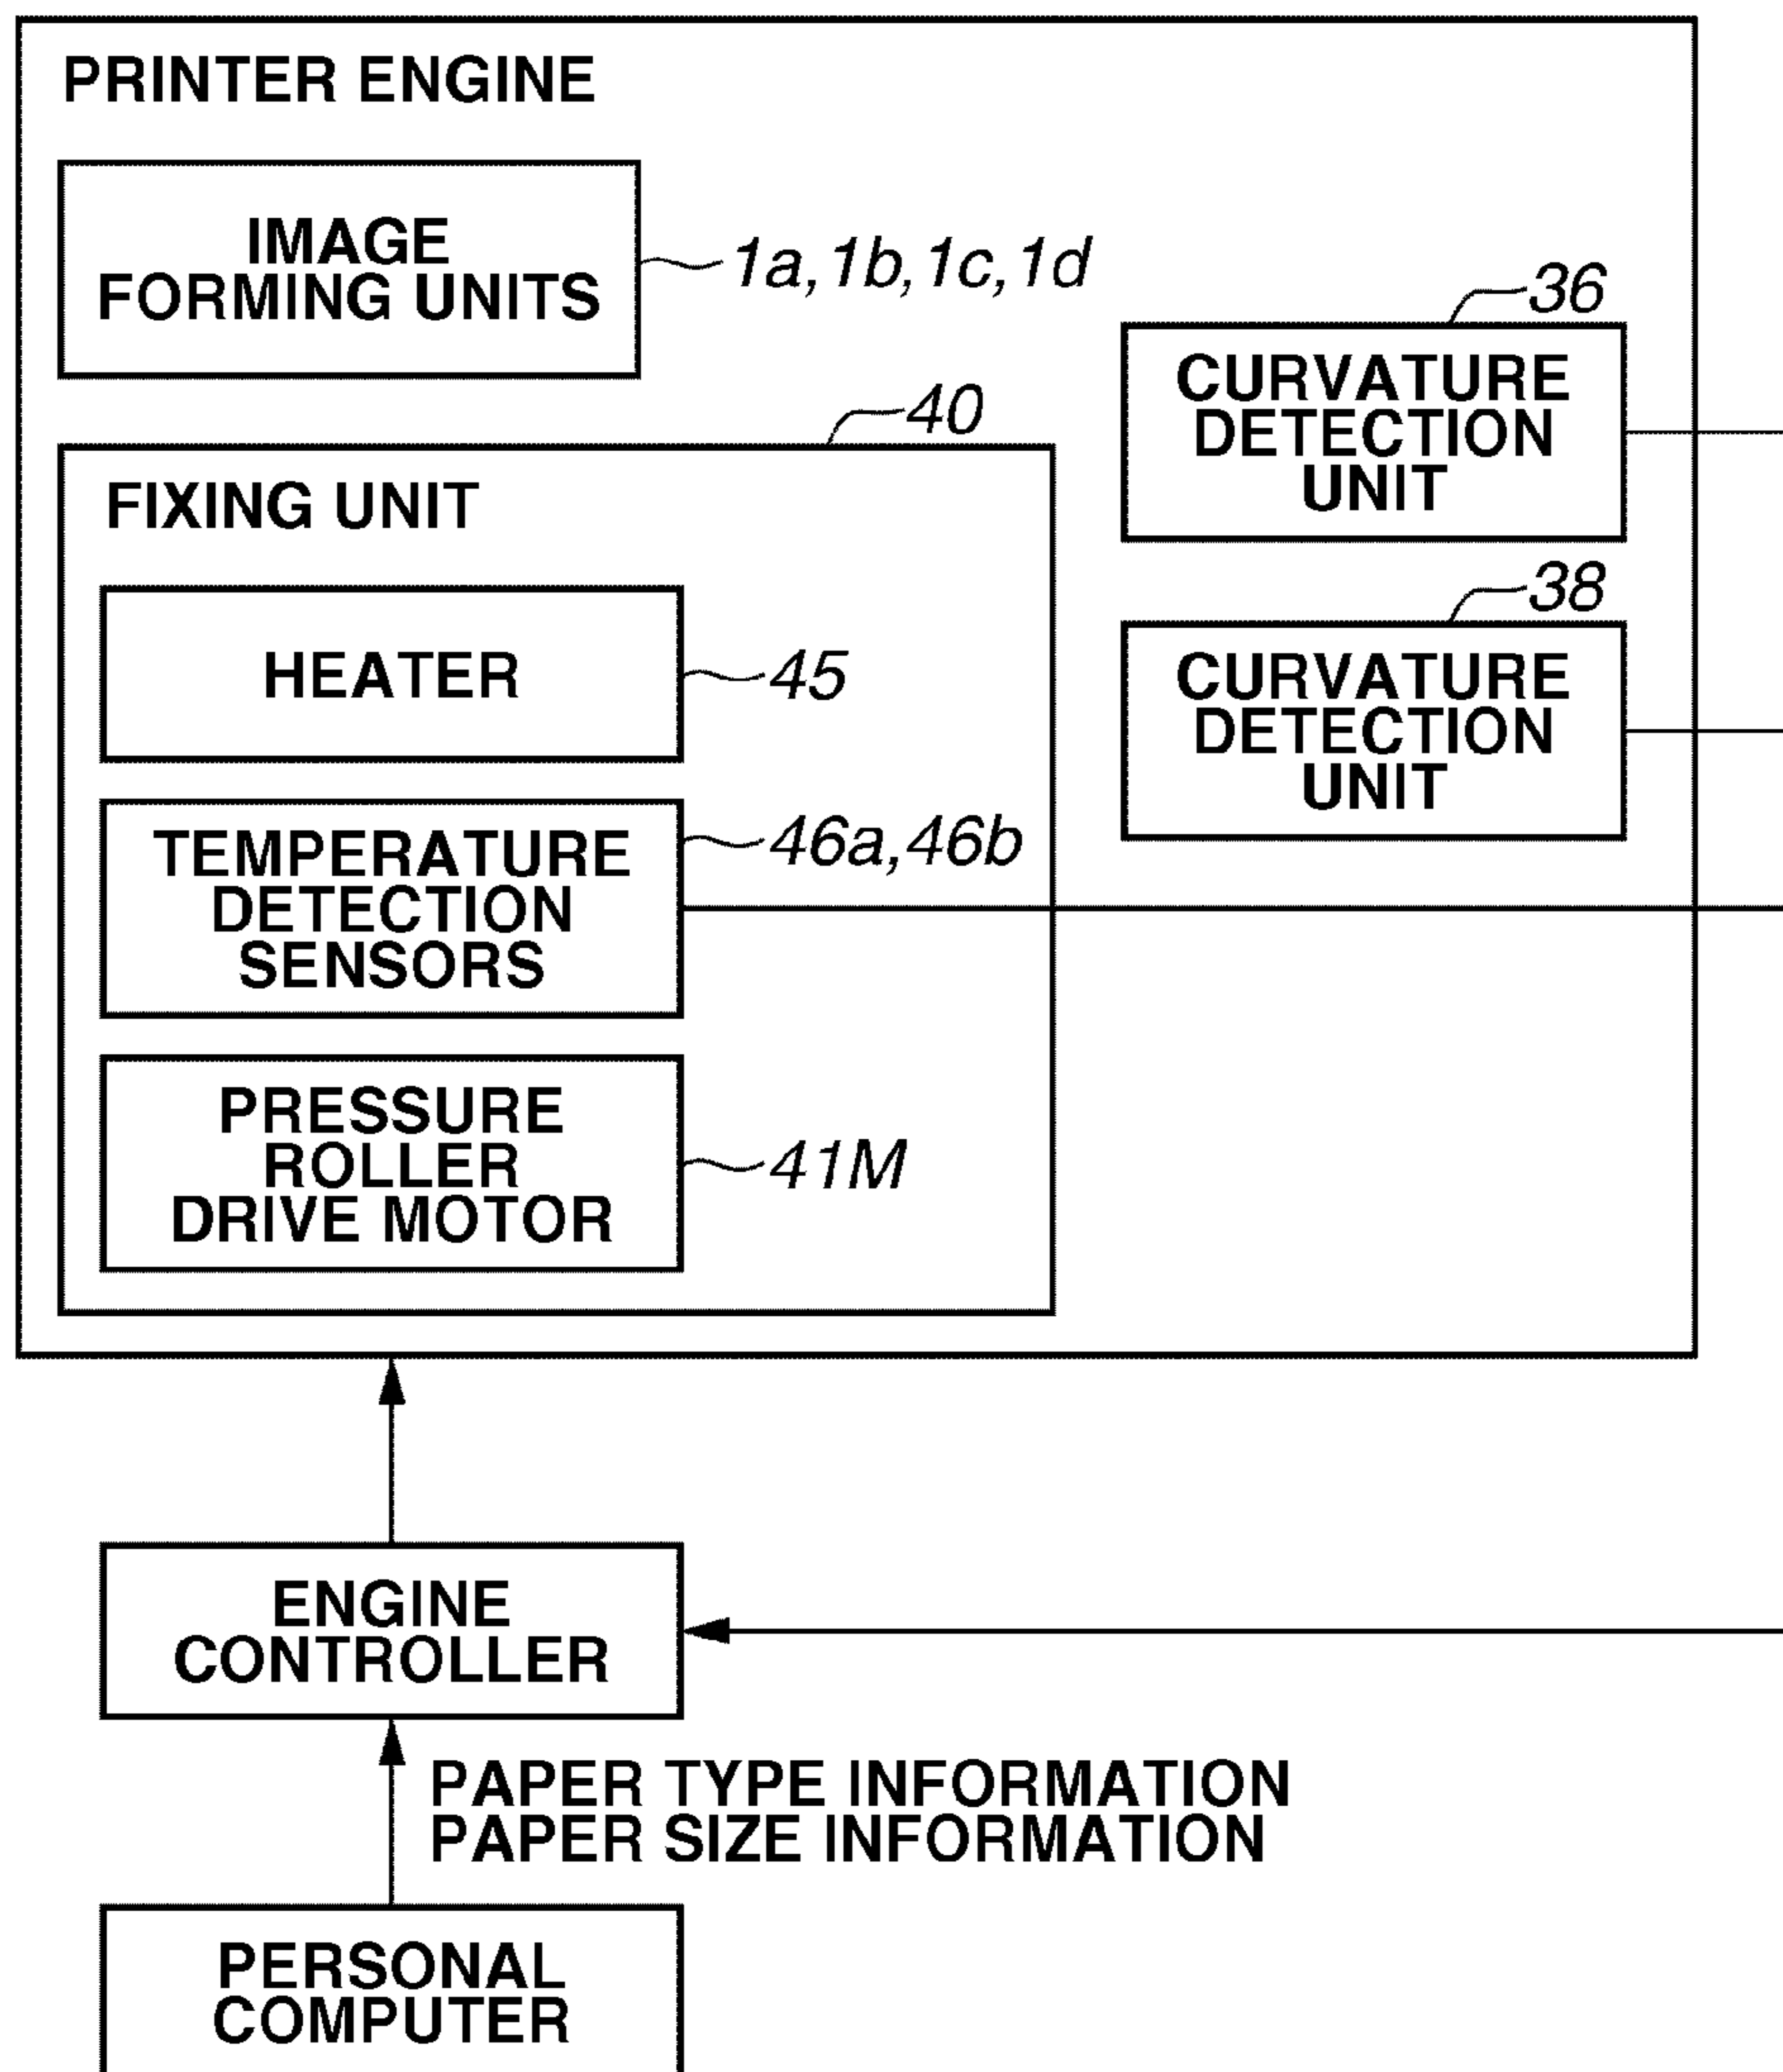 PRINTER ENGINE
IMAGE
FORMING UNITS
1a, 1b, 1c, 1d
36
CURVATURE
DETECTION
UNIT
40
FIXING UNIT
38
CURVATURE
DETECTION
UNIT
HEATER
45
TEMPERATURE
DETECTION
SENSORS
46a, 46b
PRESSURE
ROLLER
DRIVE MOTOR
41M
ENGINE
CONTROLLER
PAPER TYPE INFORMATION
PAPER SIZE INFORMATION
PERSONAL
COMPUTER